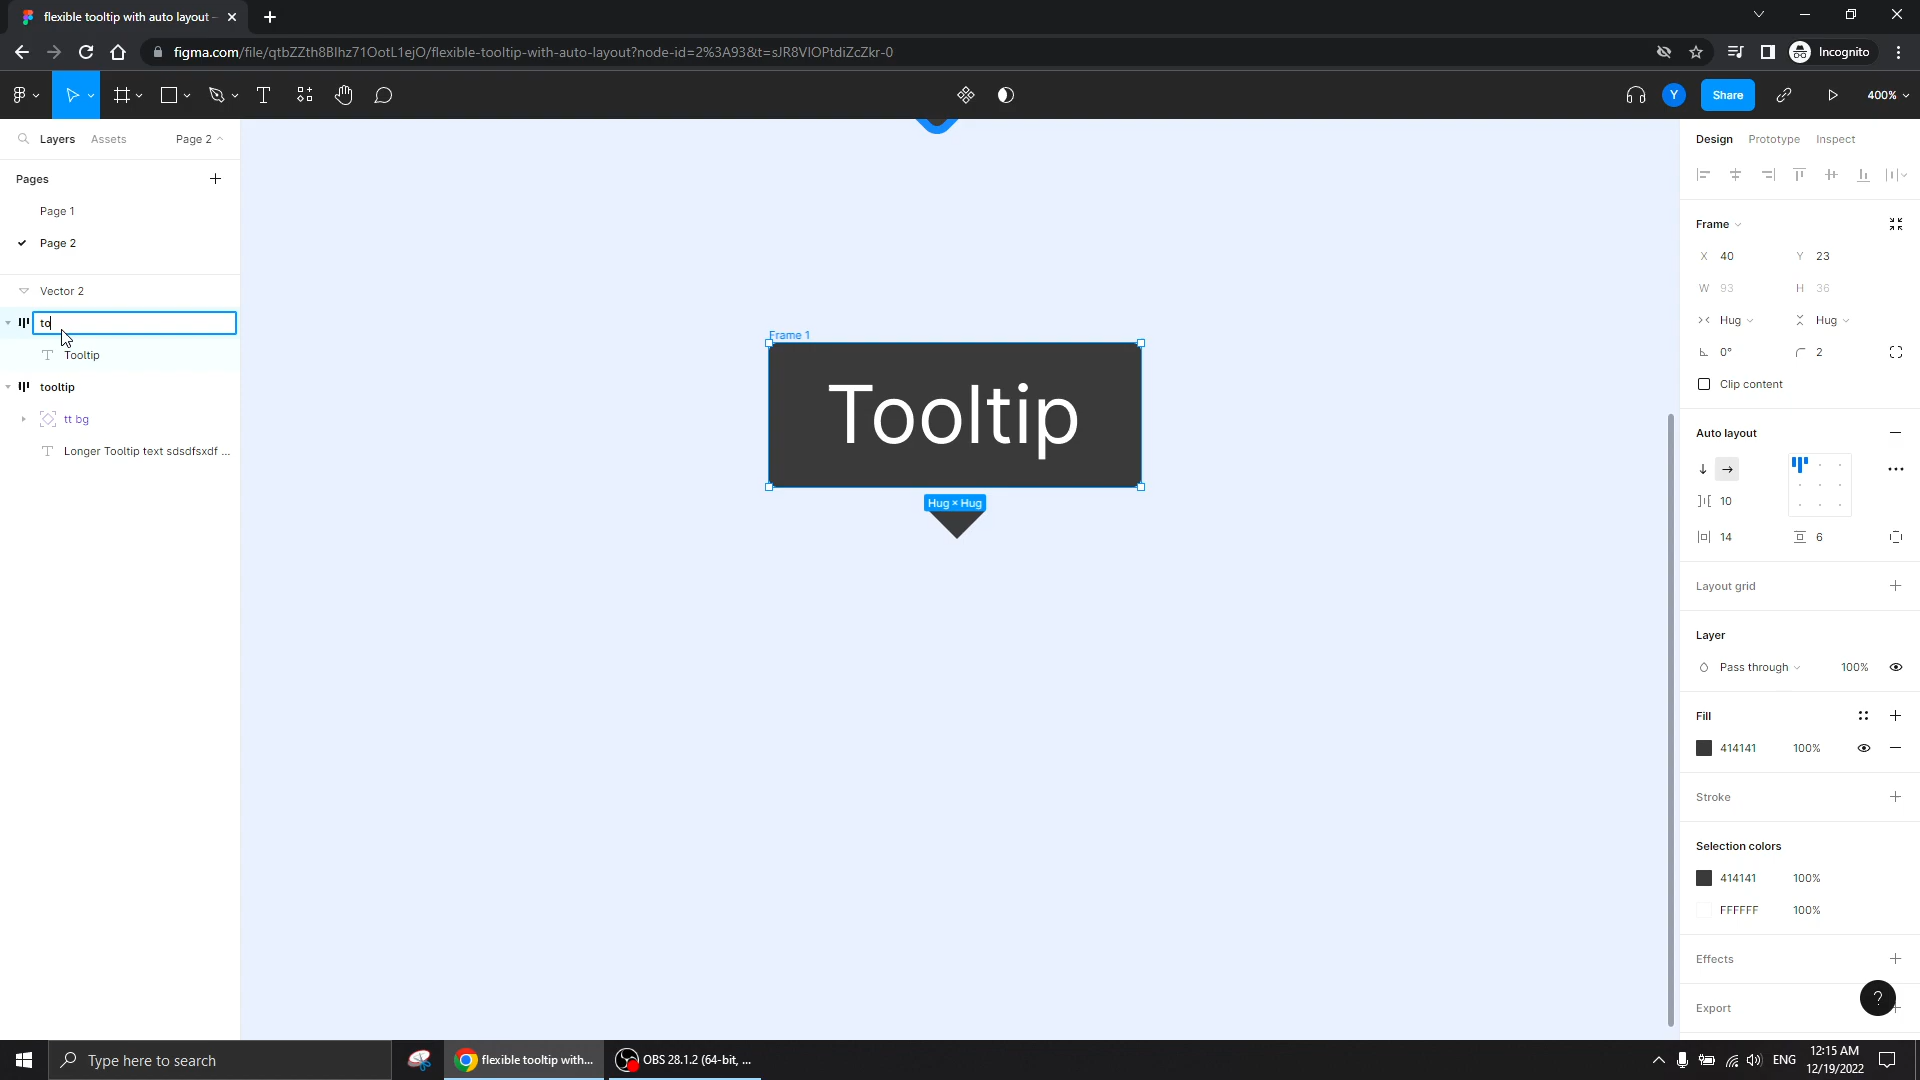 flexible tooltip with auto layout -
figma.com/file/qtbZZth8Blhz71OotL1ejO/flexible-tooltip-with-auto-layout?node-id=2%3A93&t=sJR8VlOPtdiZcZkr-0
Incognito
Y
Share
400%
Layers
Assets
Page 2
Pages
Page 1
Page 2
Vector 2
to
Tooltip
tooltip
tt bg
Longer Tooltip text sdsdfsxdf ...
Frame 1
Tooltip
Hug × Hug
Design
Prototype
Inspect
Frame
X 40
Y 23
W 93
H 36
Hug
Hug
0°
2
Clip content
Auto layout
10
14
6
Layout grid
Layer
Pass through
100%
Fill
414141
100%
Stroke
Selection colors
414141
100%
FFFFFF
100%
Effects
Export
?
Type here to search
flexible tooltip with...
OBS 28.1.2 (64-bit, ...
ENG
12:15 AM
12/19/2022